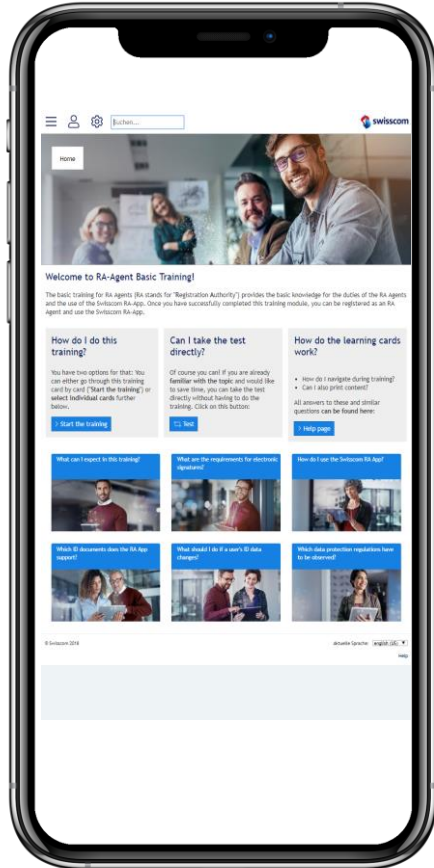 Suchen...
swisscom
Home
Welcome to RA-Agent Basic Training!
The basic training for RA Agents (RA stands for "Registration Authority") provides the basic knowledge for the duties of the RA Agents
and the use of the Swisscom RA-App. Once you have successfully completed this training module, you can be registered as an RA
Agent and use the Swisscom RA-App.
How do I do this
training?
You have two options for that: You
can either go through this training
card by card ("Start the training") or
select individual cards further
below.
> Start the training
Can I take the test
directly?
Of course you can! If you are already
familiar with the topic and would like
to save time, you can take the test
directly without having to do the
training. Click on this button:
Test
How do the learning cards
work?
• How do I navigate during training?
• Can I also print content?
All answers to these and similar
questions can be found here:
> Help page
What can I expect in this training?
What are the requirements for electronic
signatures?
How do I use the Swisscom RA App?
Which ID documents does the RA App
support?
What should I do if a user's ID data
changes?
Which data protection regulations have
to be observed?
© Swisscom 2018
Aktuelle Sprache: english (US)
Help